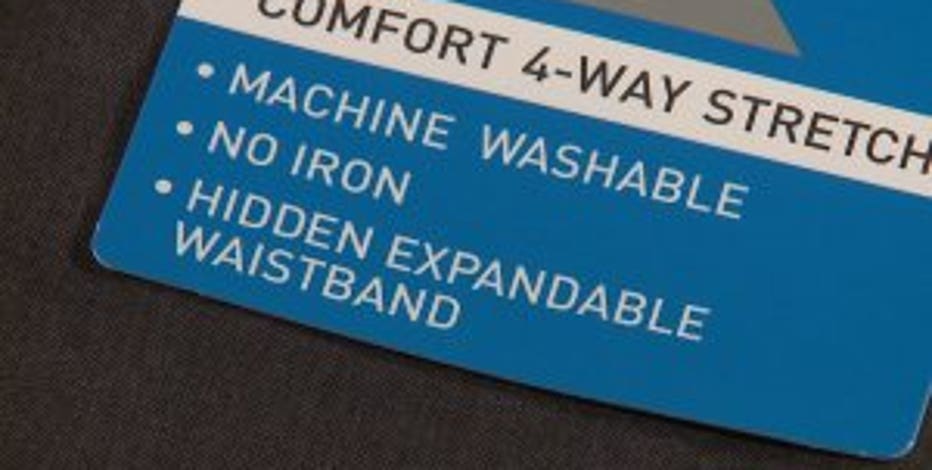 COMFORT 4-WAY STRETCH
• MACHINE WASHABLE
• NO IRON
• HIDDEN EXPANDABLE
WAISTBAND